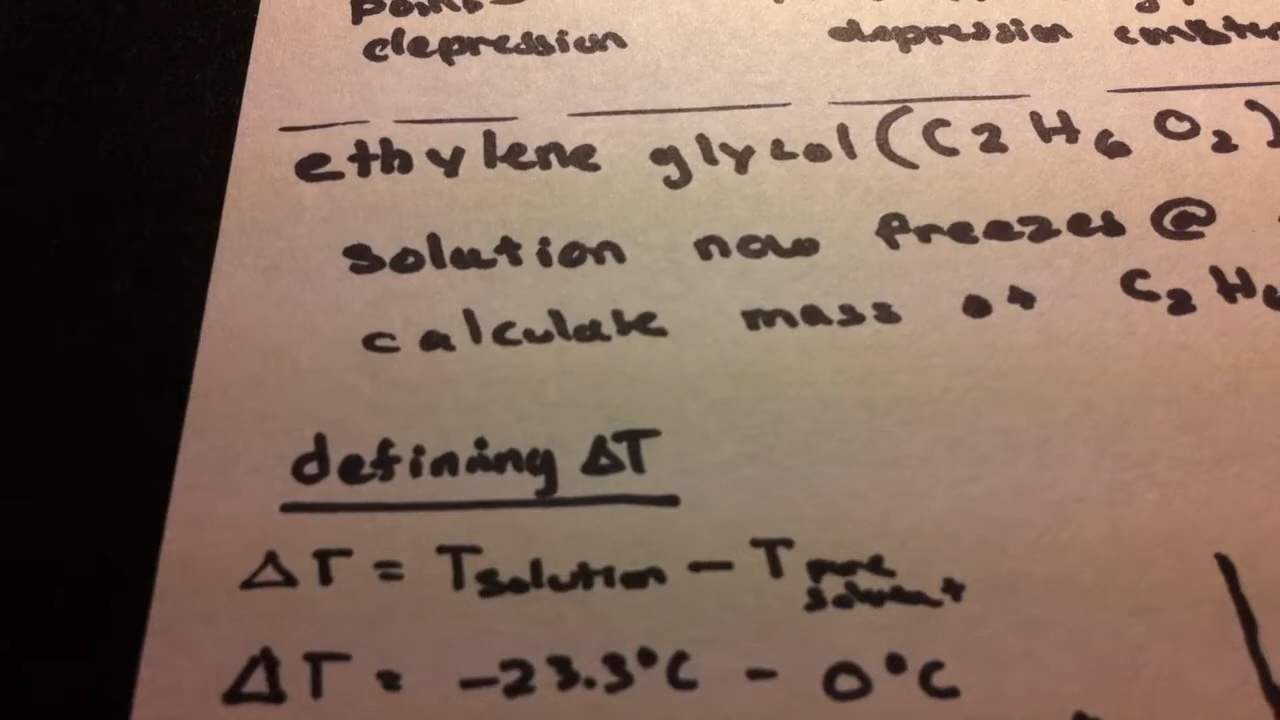 depression depression
ethylene glycol (C2H6O2)
solution now freezes @
calculate mass of C2H6
defining ΔT
ΔT = Tsolution - Tpure solvent
ΔT = -23.3°C - 0°C